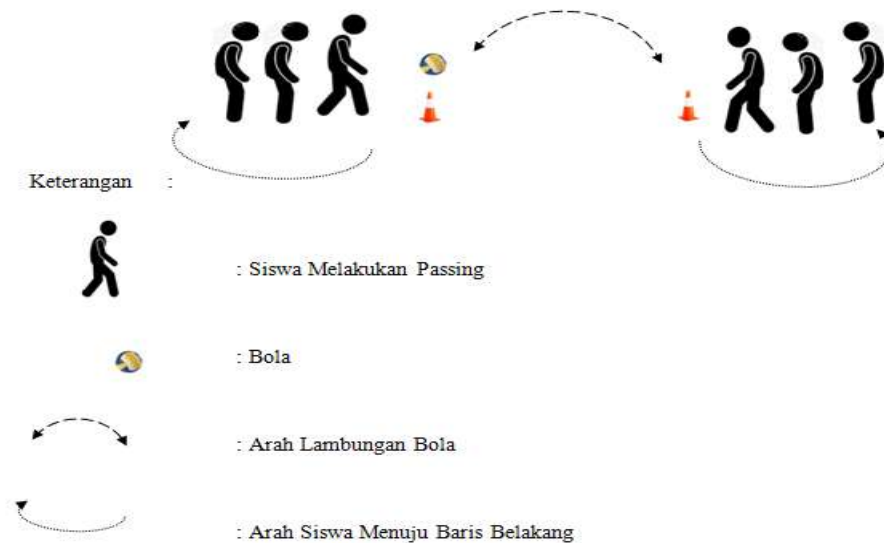 Keterangan :
: Siswa Melakukan Passing
: Bola
: Arah Lambungan Bola
: Arah Siswa Menuju Baris Belakang